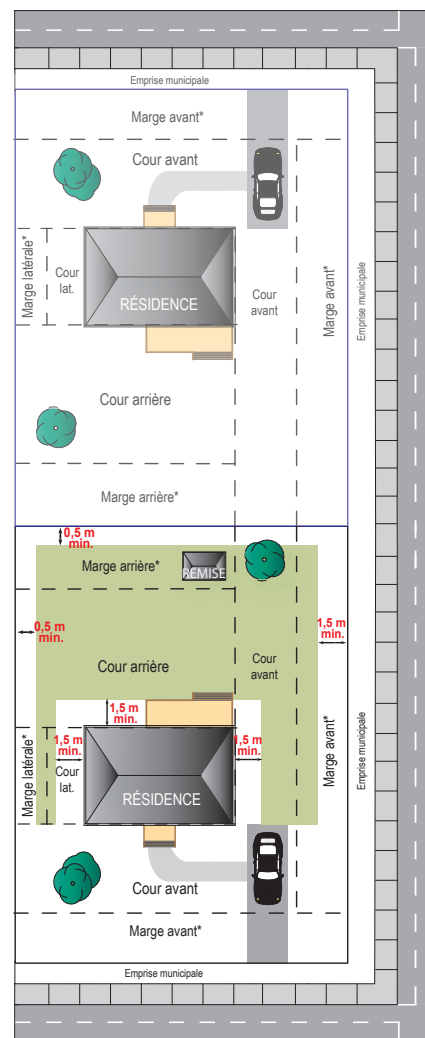 Emprise municipale
Marge avant*
Cour avant
Marge latérale*
Cour
lat.
RÉSIDENCE
Cour
avant
Marge avant*
Emprise municipale
Cour arrière
Marge arrière*
0,5 m
min.
Marge arrière*
REMISE
0,5 m
min.
1,5 m
min.
Cour arrière
Cour
avant
1,5 m
min.
Marge latérale*
1,5 m
min.
Cour
lat.
RÉSIDENCE
1,5 m
min.
Marge avant*
Emprise municipale
Cour avant
Marge avant*
Emprise municipale